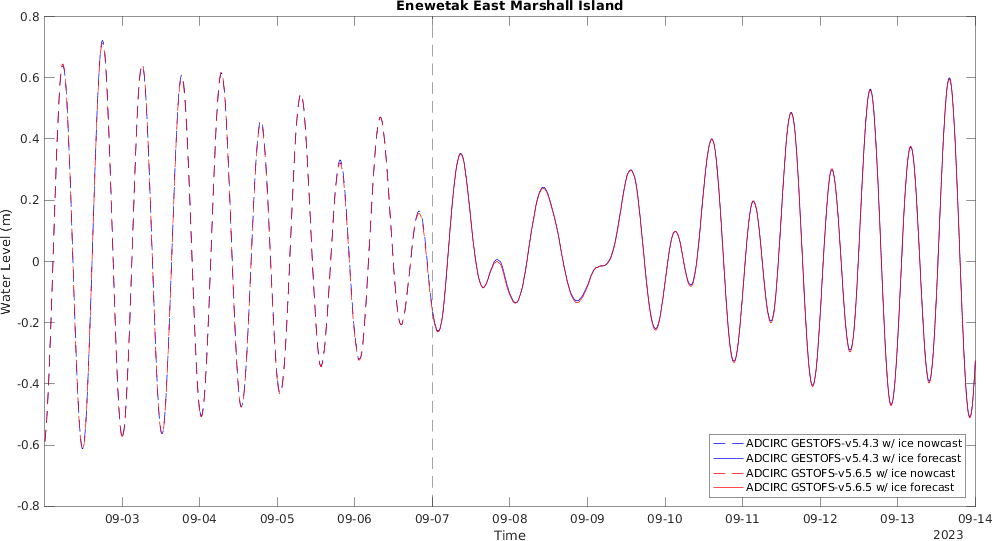 Enewetak East Marshall Island
0.8
0.6
0.4
0.2
0
-0.2
-0.4
-0.6
-0.8
Water Level (m)
ADCIRC GESTOFS-v5.4.3 w/ ice nowcast
ADCIRC GESTOFS-v5.4.3 w/ ice forecast
ADCIRC GSTOFS-v5.6.5 w/ ice nowcast
ADCIRC GSTOFS-v5.6.5 w/ ice forecast
09-03 09-04 09-05 09-06 09-07 09-08 09-09 09-10 09-11 09-12 09-13 09-14
Time
2023